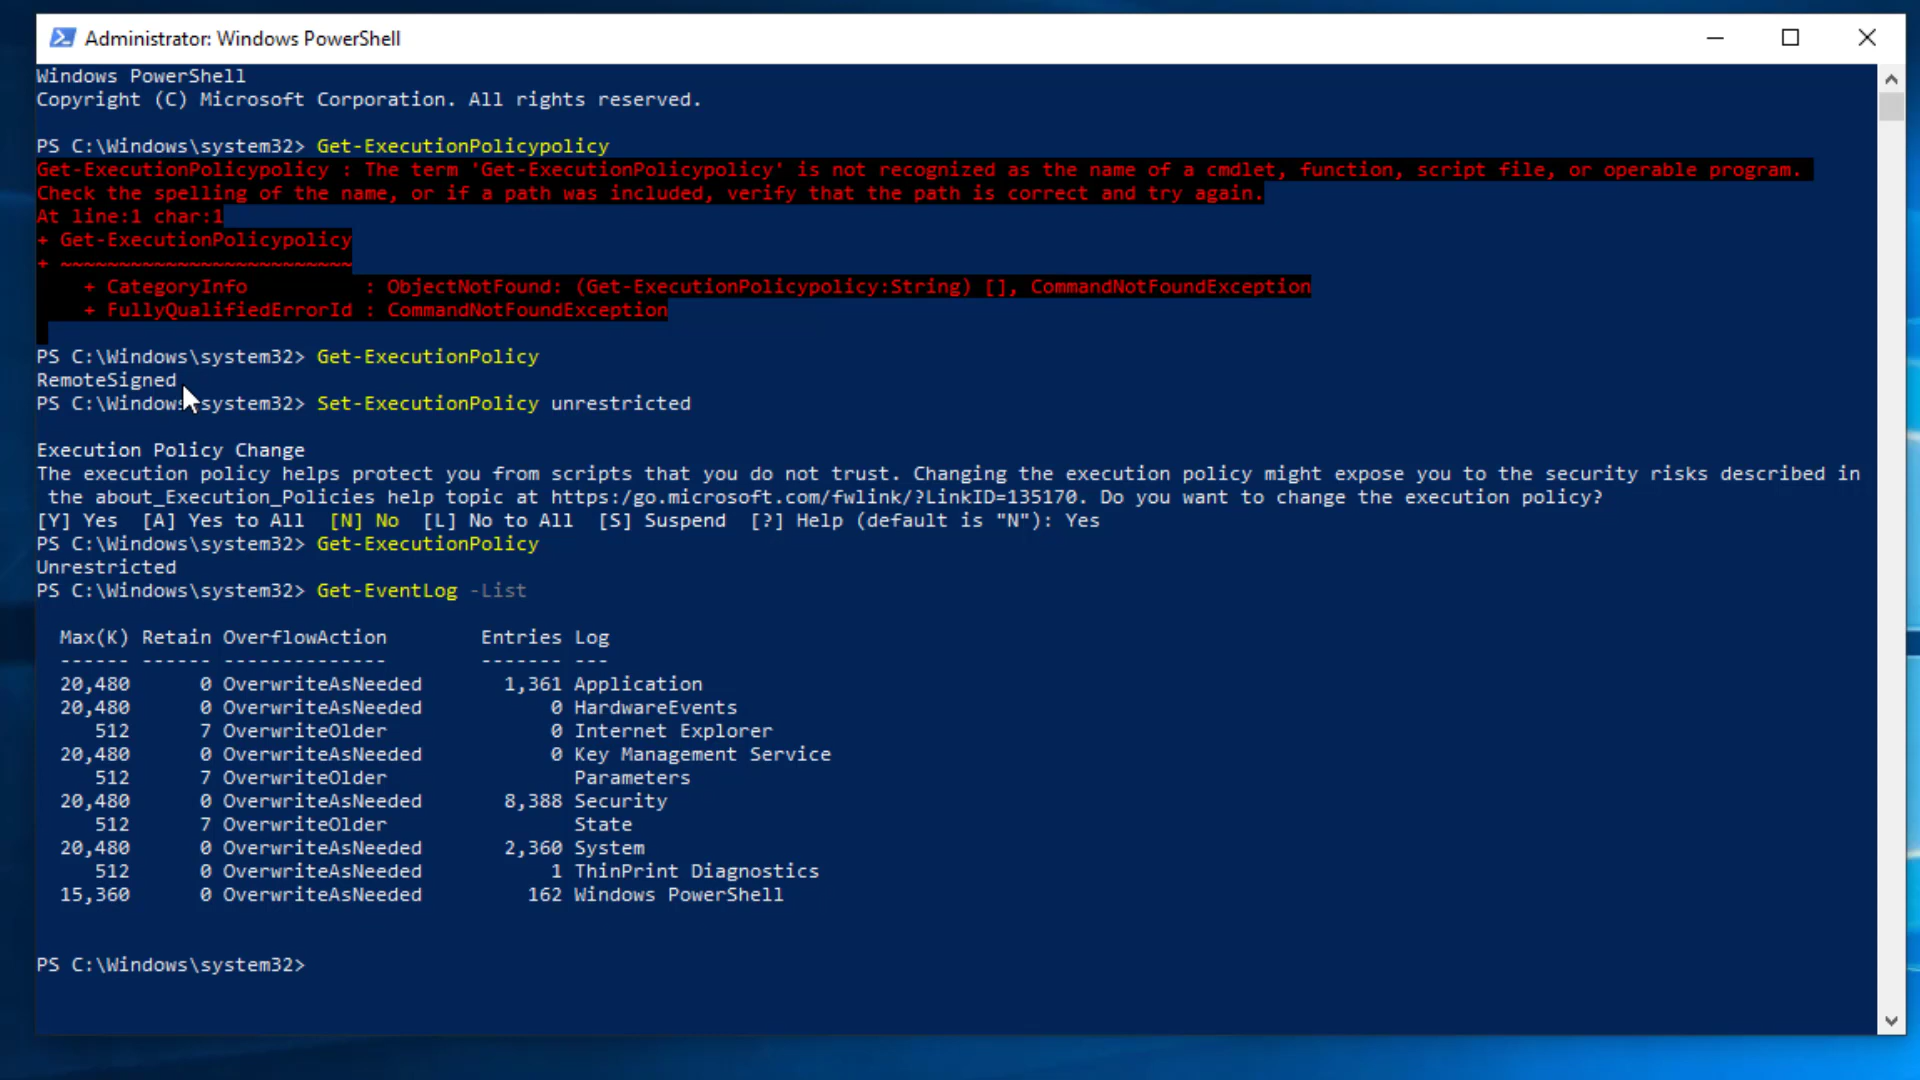 Administrator: Windows PowerShell
Windows PowerShell
Copyright (C) Microsoft Corporation. All rights reserved.
PS C:\Windows\system32> Get-ExecutionPolicypolicy
Get-ExecutionPolicypolicy : The term 'Get-ExecutionPolicypolicy' is not recognized as the name of a cmdlet, function, script file, or operable program.
Check the spelling of the name, or if a path was included, verify that the path is correct and try again.
At line:1 char:1
+ Get-ExecutionPolicypolicy
+ ~~~~~~~~~~~~~~~~~~~~~~~~~
    + CategoryInfo          : ObjectNotFound: (Get-ExecutionPolicypolicy:String) [], CommandNotFoundException
    + FullyQualifiedErrorId : CommandNotFoundException
PS C:\Windows\system32> Get-ExecutionPolicy
RemoteSigned
PS C:\Windows\system32> Set-ExecutionPolicy unrestricted
Execution Policy Change
The execution policy helps protect you from scripts that you do not trust. Changing the execution policy might expose you to the security risks described in
 the about_Execution_Policies help topic at https:/go.microsoft.com/fwlink/?LinkID=135170. Do you want to change the execution policy?
[Y] Yes  [A] Yes to All  [N] No  [L] No to All  [S] Suspend  [?] Help (default is "N"): Yes
PS C:\Windows\system32> Get-ExecutionPolicy
Unrestricted
PS C:\Windows\system32> Get-EventLog -List
  Max(K) Retain OverflowAction        Entries Log
  ------ ------ --------------        ------- ---
  20,480      0 OverwriteAsNeeded       1,361 Application
  20,480      0 OverwriteAsNeeded           0 HardwareEvents
     512      7 OverwriteOlder              0 Internet Explorer
  20,480      0 OverwriteAsNeeded           0 Key Management Service
     512      7 OverwriteOlder                Parameters
  20,480      0 OverwriteAsNeeded       8,388 Security
     512      7 OverwriteOlder                State
  20,480      0 OverwriteAsNeeded       2,360 System
     512      0 OverwriteAsNeeded           1 ThinPrint Diagnostics
  15,360      0 OverwriteAsNeeded         162 Windows PowerShell
PS C:\Windows\system32>